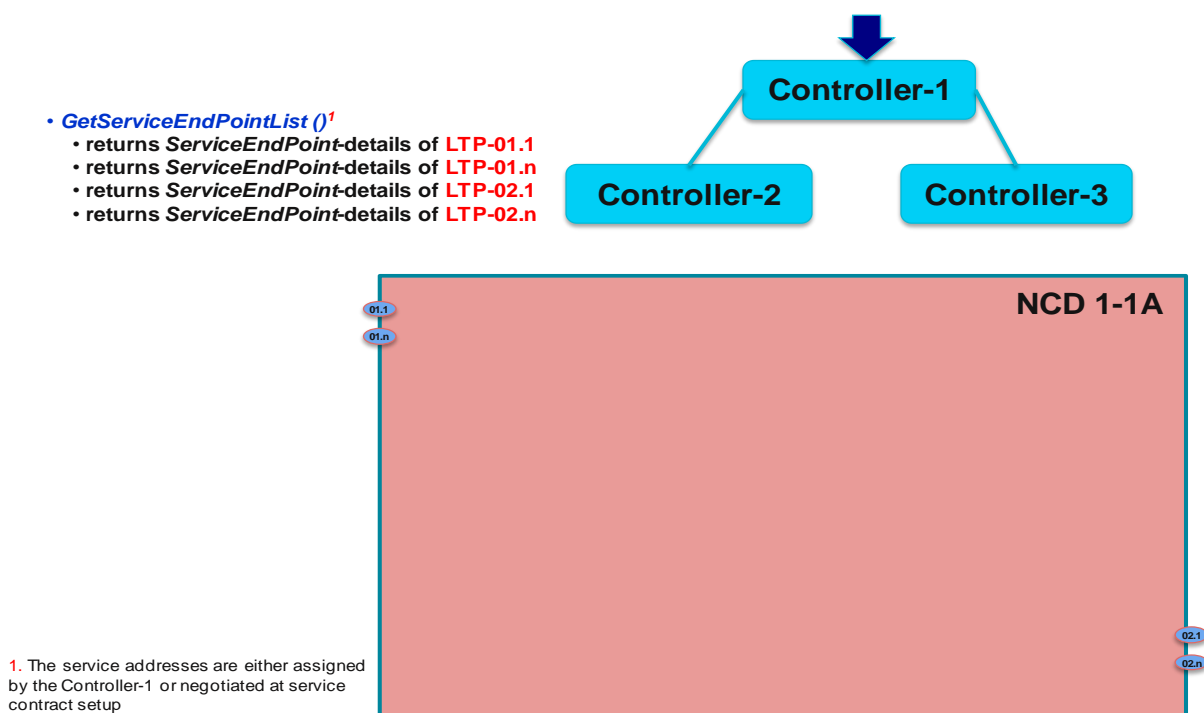 Controller-1
• GetServiceEndPointList ()1
• returns ServiceEndPoint-details of LTP-01.1
• returns ServiceEndPoint-details of LTP-01.n
• returns ServiceEndPoint-details of LTP-02.1
• returns ServiceEndPoint-details of LTP-02.n
Controller-2
Controller-3
NCD 1-1A
01.1
01.n
02.1
02.n
1. The service addresses are either assigned
by the Controller-1 or negotiated at service
contract setup